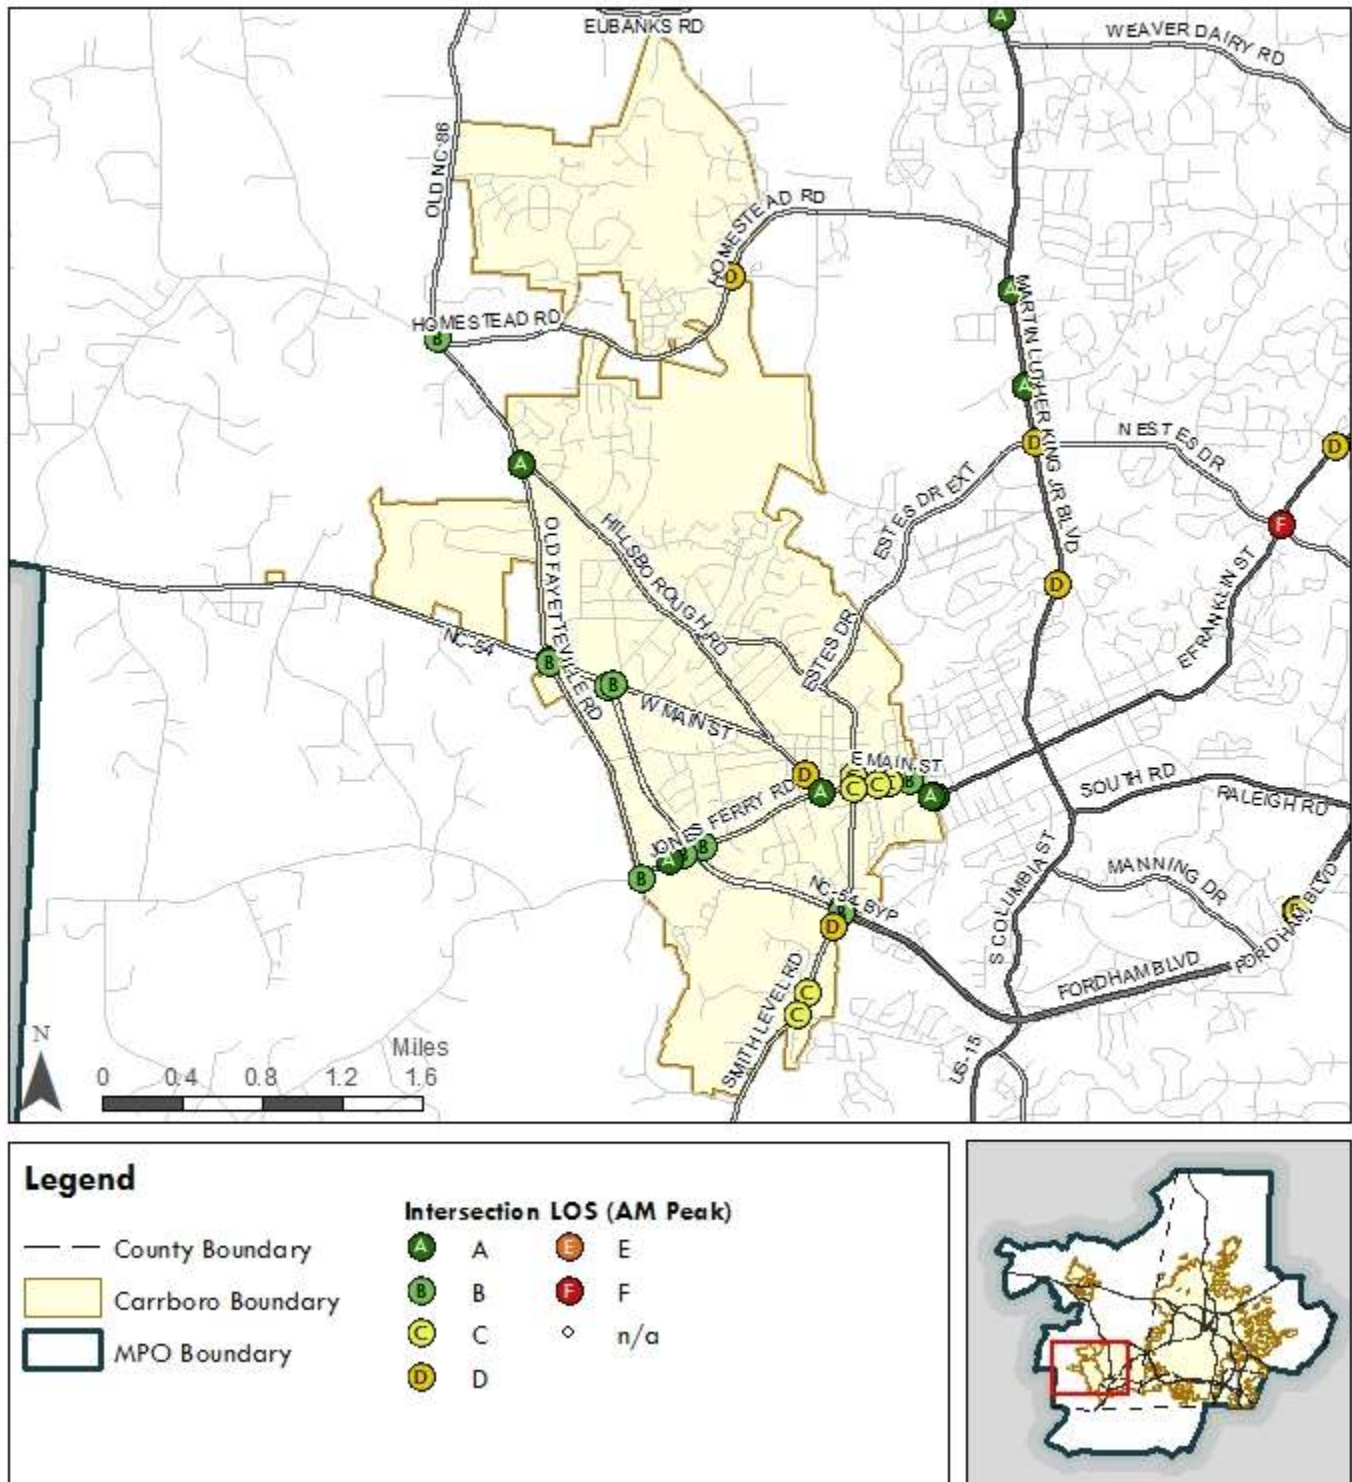 EUBANKS RD
A
WEAVER DAIRY RD
OLD NC-86
HOMESTEAD RD
D
A
HOMESTEAD RD
B
MARTIN LUTHER KING JR BLVD
A
D
N ESTES DR
D
A
ESTES DR EXT
F
OLD FAYETTEVILLE RD
HILLSBOROUGH RD
D
E FRANKLIN ST
ESTES DR
NC-54
B
B
W MAIN ST
E MAIN ST
D
A
C
C
B
A
SOUTH RD
RALEIGH RD
JONES FERRY RD
B
A
B
MANNING DR
S COLUMBIA ST
NC-54 BYP
D
FORDHAM BLVD
FORDHAM BLVD
C
C
SMITH LEVEL RD
US-15
N
Miles
0 0.4 0.8 1.2 1.6
Legend
County Boundary
Carrboro Boundary
MPO Boundary
Intersection LOS (AM Peak)
A A E E
B B F F
C C n/a
D D